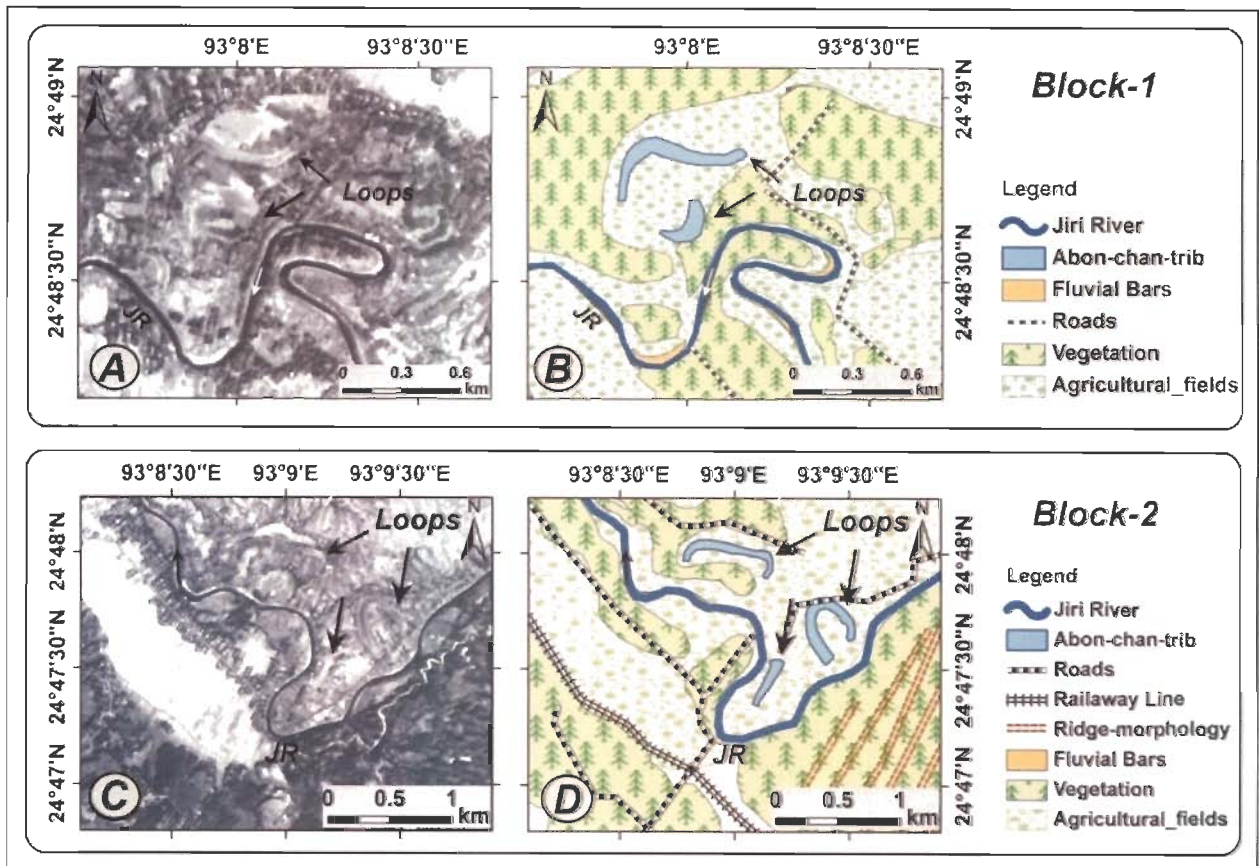 93°8'E 93°8'30"E 93°8'E 93°8'30"E
24°49'N
24°48'30"N
N
Loops
JR
A
0 0.3 0.6
km
N
Loops
JR
B
0 0.3 0.6
km
24°49'N
24°48'30"N
Block-1
Legend
Jiri River
Abon-chan-trib
Fluvial Bars
Roads
Vegetation
Agricultural_fields
93°8'30"E 93°9'E 93°9'30"E 93°8'30"E 93°9'E 93°9'30"E
24°48'N
24°47'30"N
24°47'N
Loops
N
JR
C
0 0.5 1
km
Loops
N
JR
D
0 0.5 1
km
24°48'N
24°47'30"N
24°47'N
Block-2
Legend
Jiri River
Abon-chan-trib
Roads
Railaway Line
Ridge-morphology
Fluvial Bars
Vegetation
Agricultural_fields